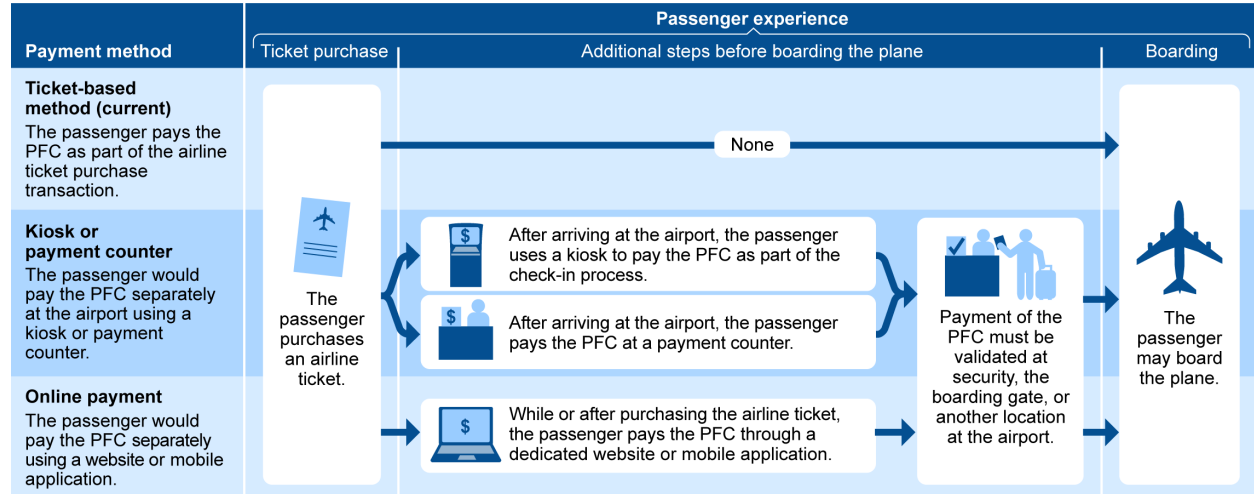 Passenger experience
Payment method
Ticket purchase
Additional steps before boarding the plane
Boarding
Ticket-based
method (current)
The passenger pays the
PFC as part of the airline
ticket purchase
transaction.
None
Kiosk or
payment counter
The passenger would
pay the PFC separately
at the airport using a
kiosk or payment
counter.
Online payment
The passenger would
pay the PFC separately
using a website or mobile
application.
The
passenger
purchases
an airline
ticket.
$
After arriving at the airport, the passenger
uses a kiosk to pay the PFC as part of the
check-in process.
$
After arriving at the airport, the passenger
pays the PFC at a payment counter.
$
While or after purchasing the airline ticket,
the passenger pays the PFC through a
dedicated website or mobile application.
Payment of the
PFC must be
validated at
security, the
boarding gate, or
another location
at the airport.
The
passenger
may board
the plane.